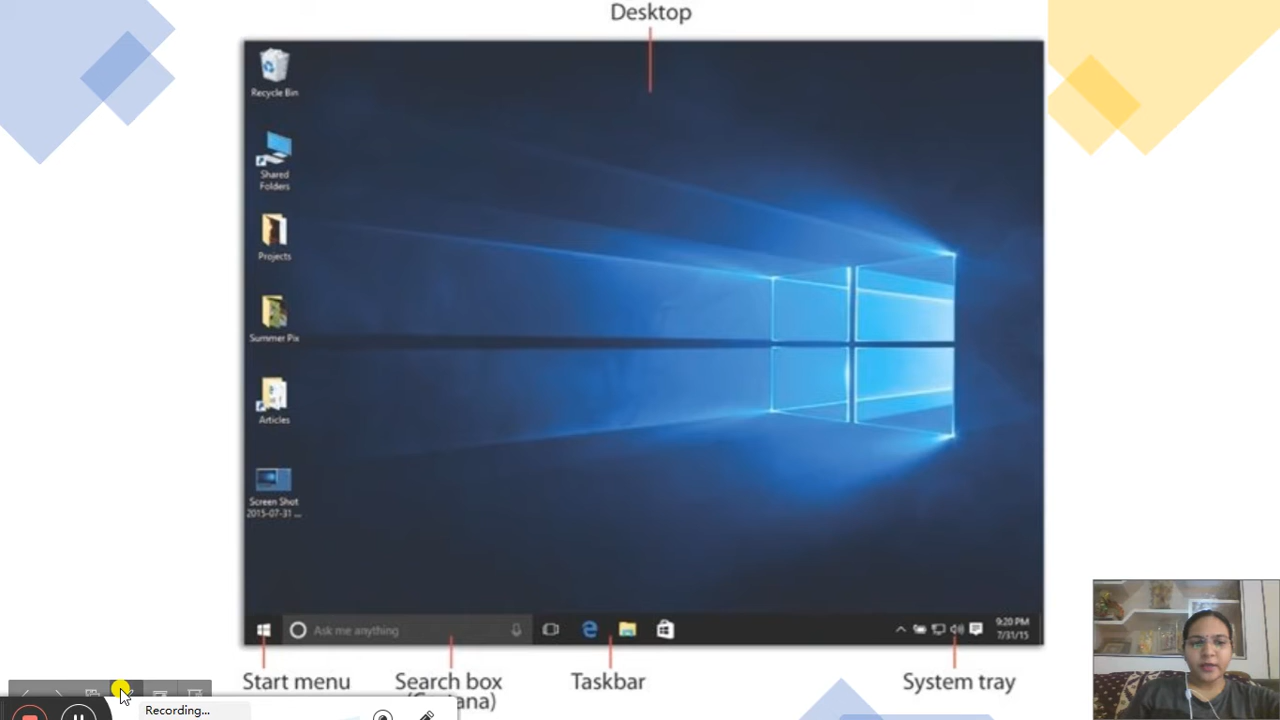 Desktop
Recycle Bin
Shared
Folders
Projects
Summer Pix
Articles
Screen Shot
2015-07-31 ...
Ask me anything
9:20 PM
7/31/15
Start menu
Search box
(Cortana)
Taskbar
System tray
Recording...